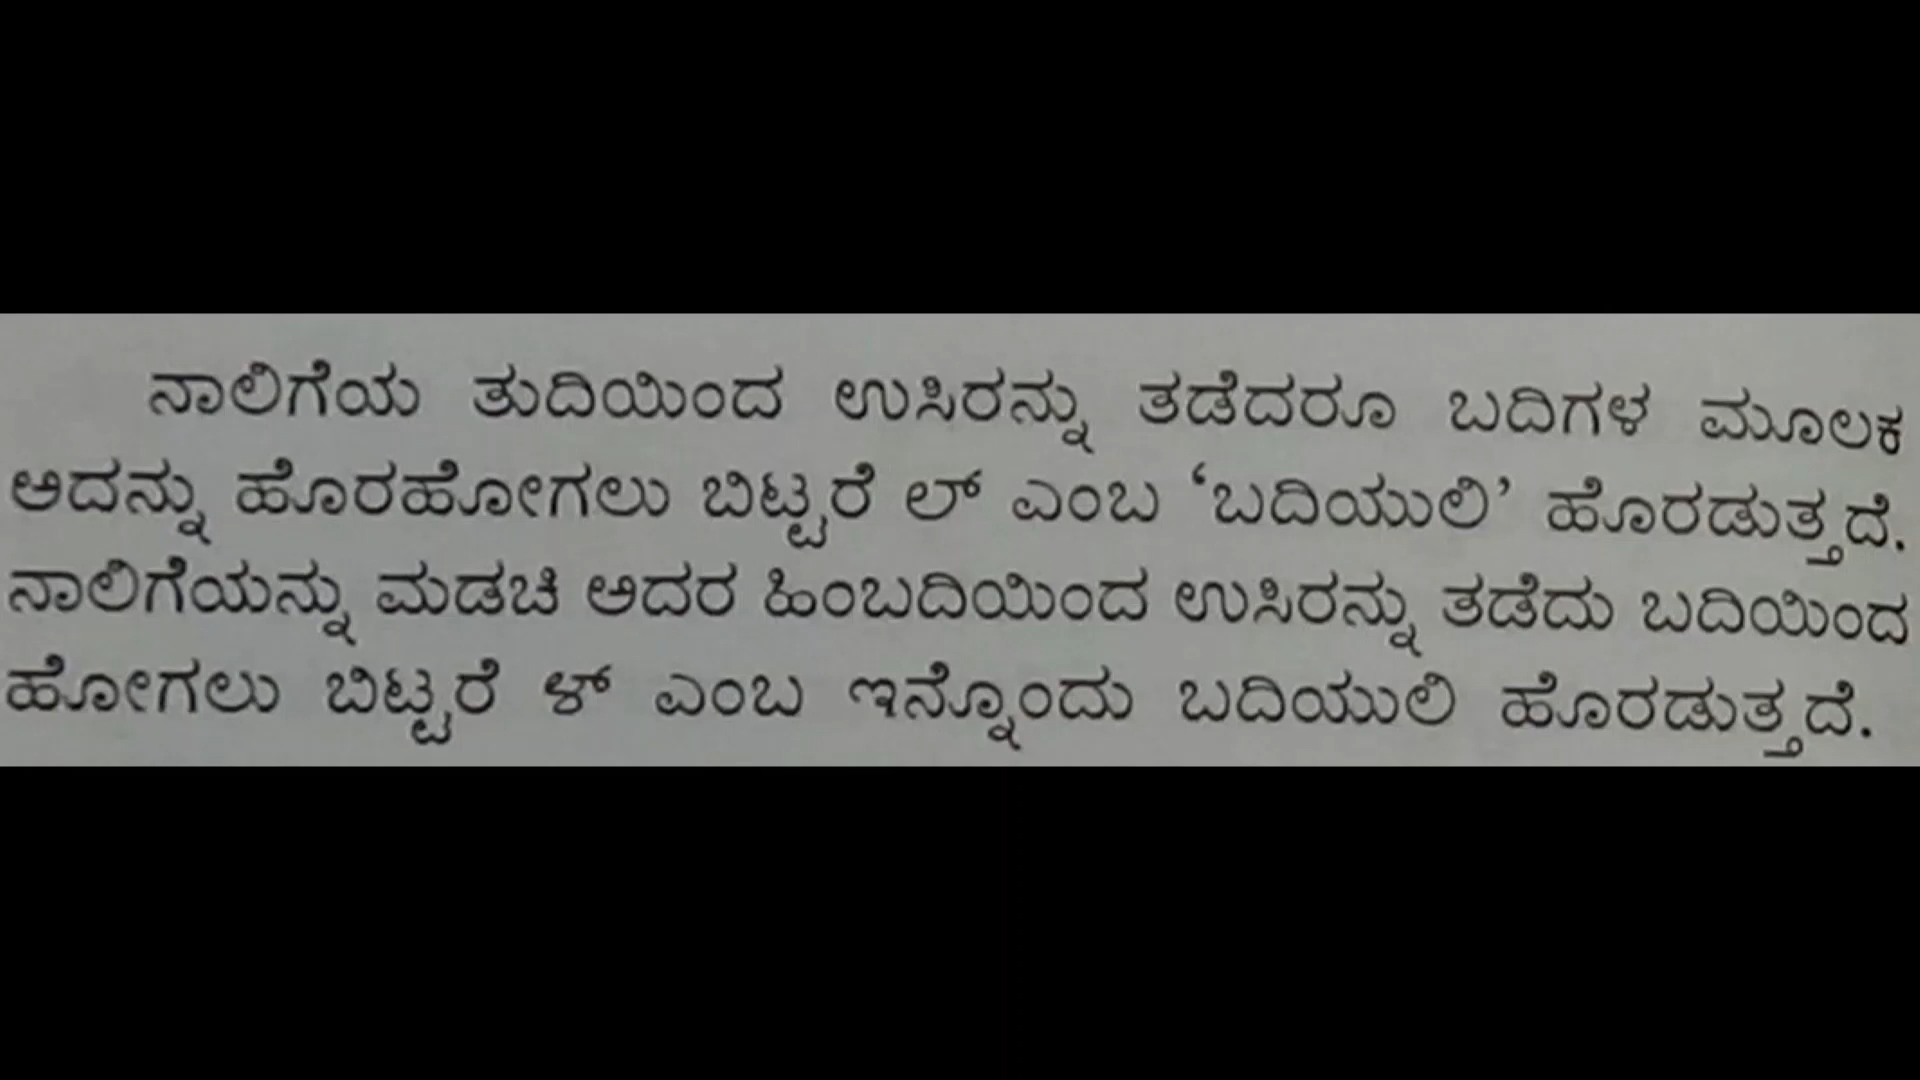 ನಾಲಿಗೆಯ ತುದಿಯಿಂದ ಉಸಿರನ್ನು ತಡೆದರೂ ಬದಿಗಳ ಮೂಲಕ
ಅದನ್ನು ಹೊರಹೋಗಲು ಬಿಟ್ಟರೆ ಲ್ ಎಂಬ ‘ಬದಿಯುಲಿ’ ಹೊರಡುತ್ತದೆ.
ನಾಲಿಗೆಯನ್ನು ಮಡಚಿ ಅದರ ಹಿಂಬದಿಯಿಂದ ಉಸಿರನ್ನು ತಡೆದು ಬದಿಯಿಂದ
ಹೋಗಲು ಬಿಟ್ಟರೆ ಳ್ ಎಂಬ ಇನ್ನೊಂದು ಬದಿಯುಲಿ ಹೊರಡುತ್ತದೆ.